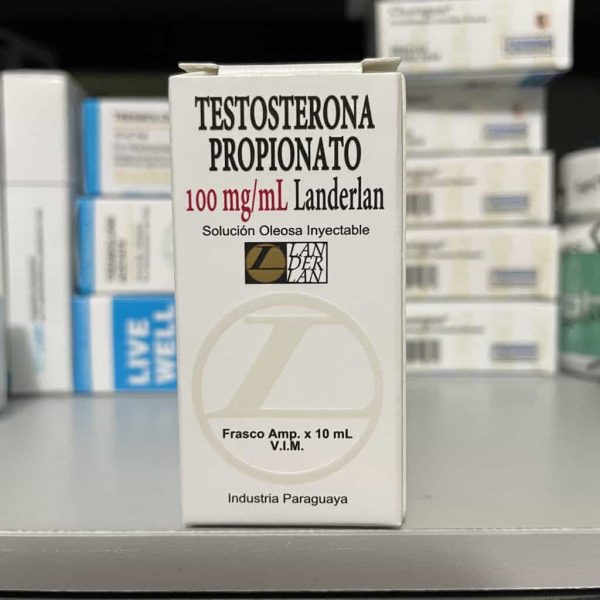 TESTOSTERONA
PROPIONATO
100 mg/mL Landerlan
Solución Oleosa Inyectable
LAN
DER
LAN
Frasco Amp. x 10 mL
V.I.M.
Industria Paraguaya
LIVE
WELL